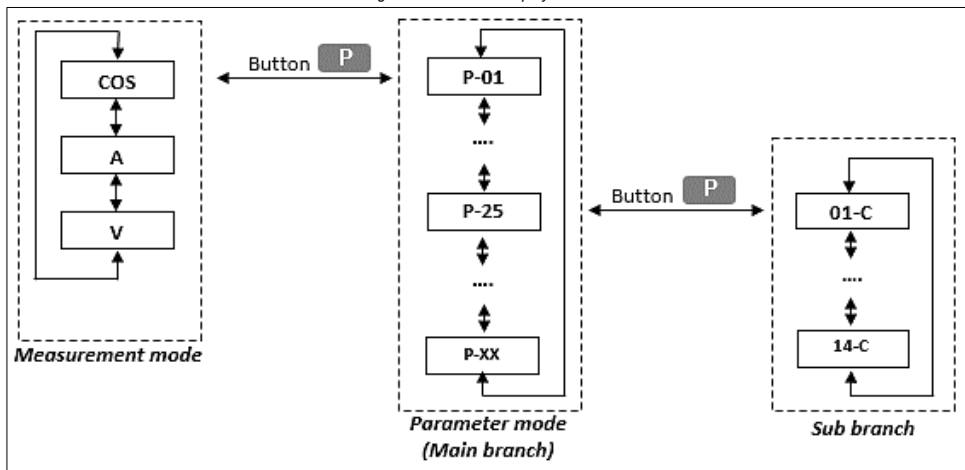 Button P
COS
A
V
Measurement mode
P-01
....
P-25
....
P-XX
Parameter mode
(Main branch)
Button P
01-C
....
14-C
Sub branch